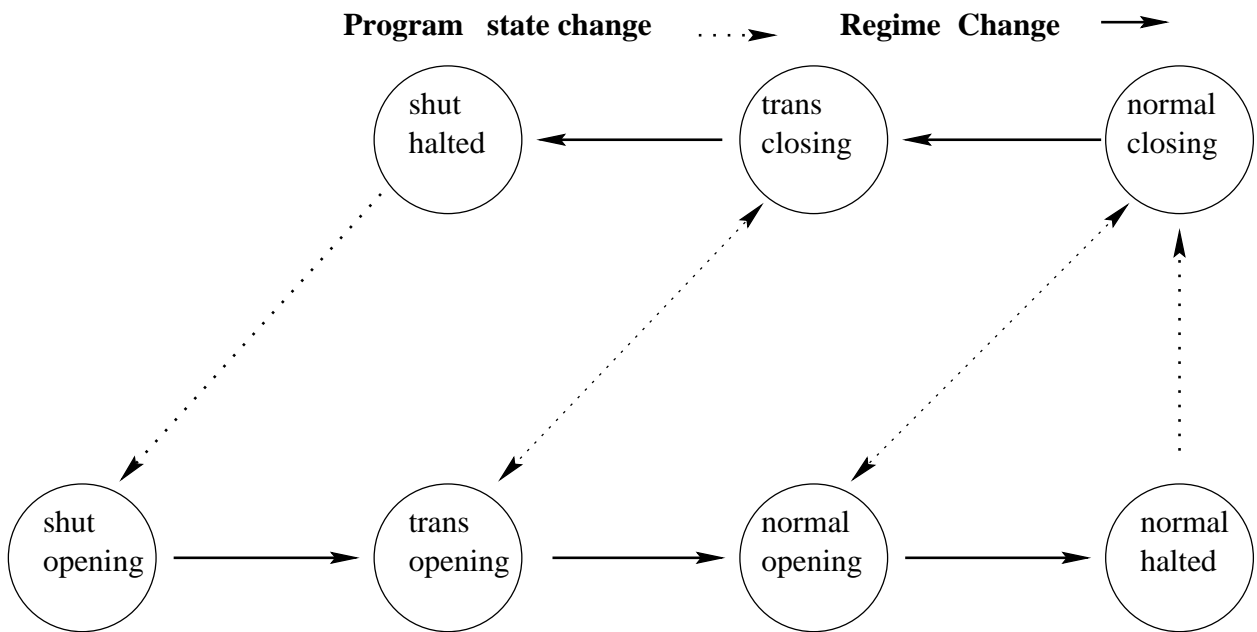 Program state change
Regime Change
shut
halted
trans
closing
normal
closing
shut
opening
trans
opening
normal
opening
normal
halted